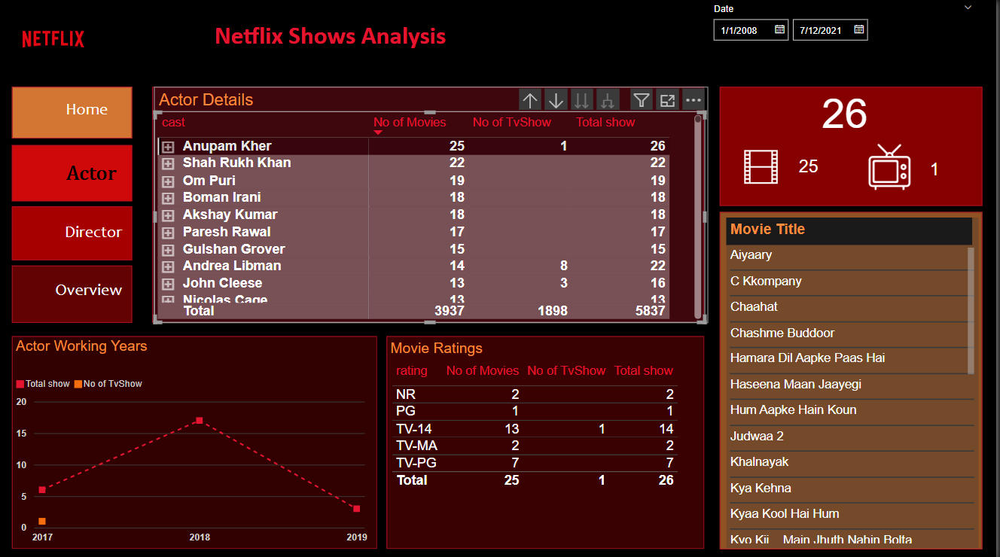 Date
NETFLIX
Netflix Shows Analysis
1/1/2008 7/12/2021
Home
Actor
Director
Overview
Actor Details
cast No of Movies No of TvShow Total show
Anupam Kher 25 1 26
Shah Rukh Khan 22 22
Om Puri 19 19
Boman Irani 18 18
Akshay Kumar 18 18
Paresh Rawal 17 17
Gulshan Grover 15 15
Andrea Libman 14 8 22
John Cleese 13 3 16
Nicolas Cage 13 13
Total 3937 1898 5837
26
25 1
Movie Title
Aiyaary
C Kkompany
Chaahat
Chashme Buddoor
Hamara Dil Aapke Paas Hai
Haseena Maan Jaayegi
Hum Aapke Hain Koun
Judwaa 2
Khalnayak
Kya Kehna
Kyaa Kool Hai Hum
Kyo Kii... Main Jhuth Nahin Bolta
Actor Working Years
Total show No of TvShow
20
15
10
5
0
2017 2018 2019
Movie Ratings
rating No of Movies No of TvShow Total show
NR 2 2
PG 1 1
TV-14 13 1 14
TV-MA 2 2
TV-PG 7 7
Total 25 1 26